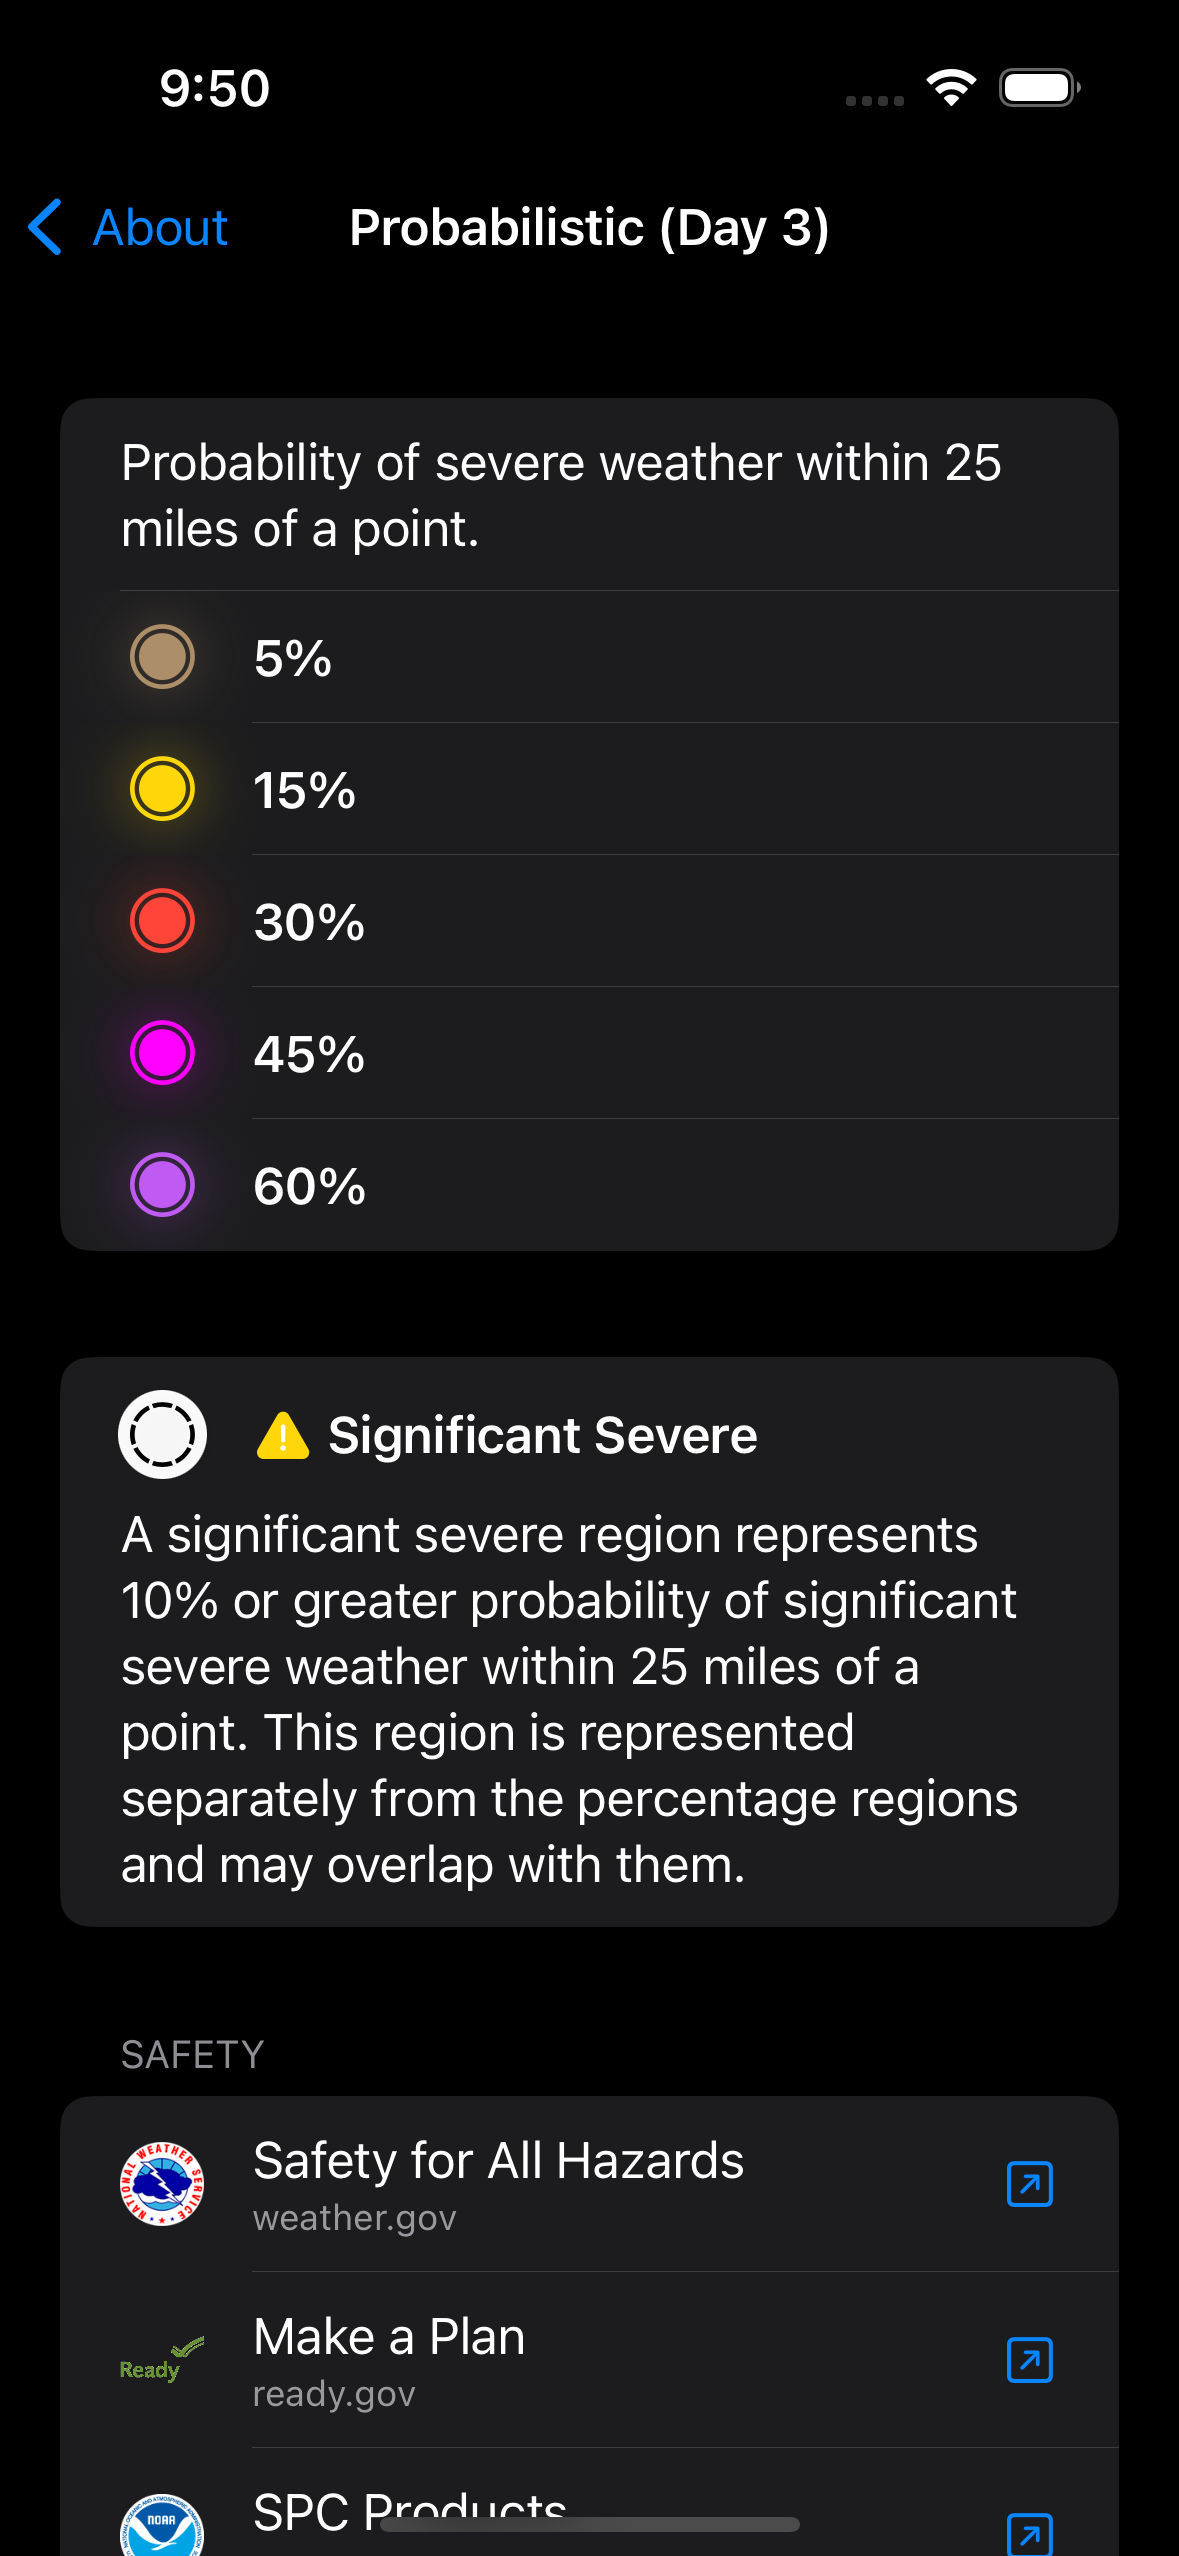 9:50
About
Probabilistic (Day 3)
Probability of severe weather within 25
miles of a point.
5%
15%
30%
45%
60%
Significant Severe
A significant severe region represents
10% or greater probability of significant
severe weather within 25 miles of a
point. This region is represented
separately from the percentage regions
and may overlap with them.
SAFETY
NATIONAL WEATHER SERVICE
Safety for All Hazards
weather.gov
Ready
Make a Plan
ready.gov
NOAA
SPC Products